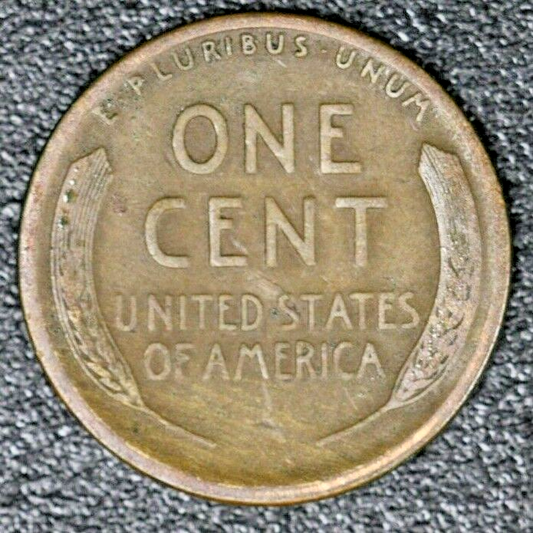 E · PLURIBUS · UNUM
ONE
CENT
UNITED STATES
OF AMERICA